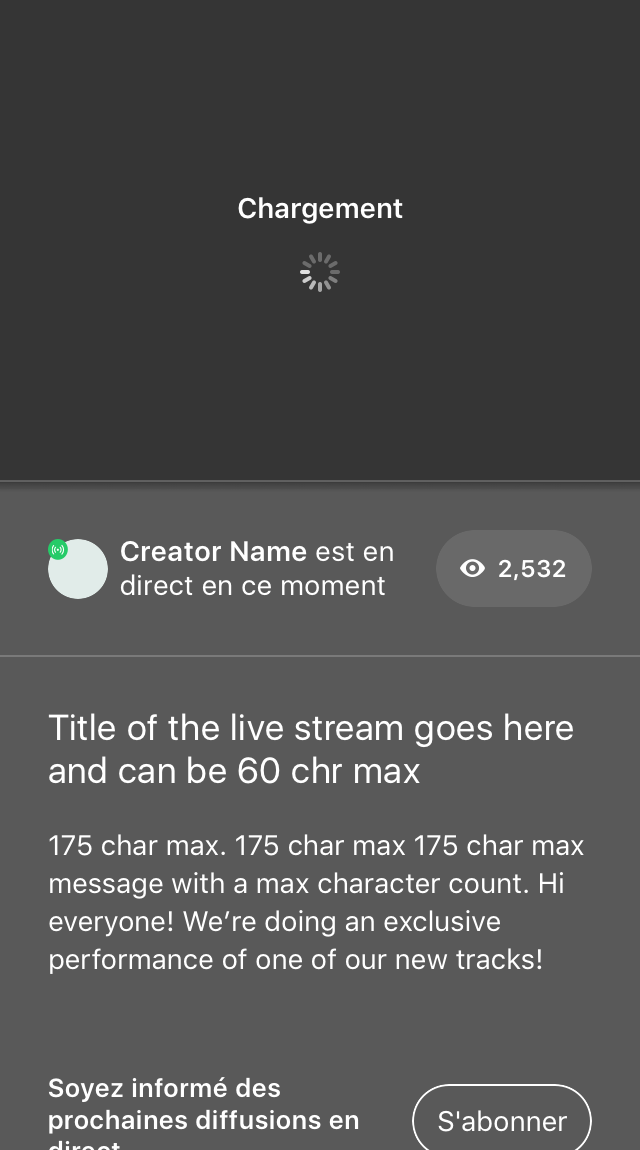 Chargement
Creator Name est en
direct en ce moment
2,532
Title of the live stream goes here
and can be 60 chr max
175 char max. 175 char max 175 char max
message with a max character count. Hi
everyone! We’re doing an exclusive
performance of one of our new tracks!
Soyez informé des
prochaines diffusions en
direct
S'abonner